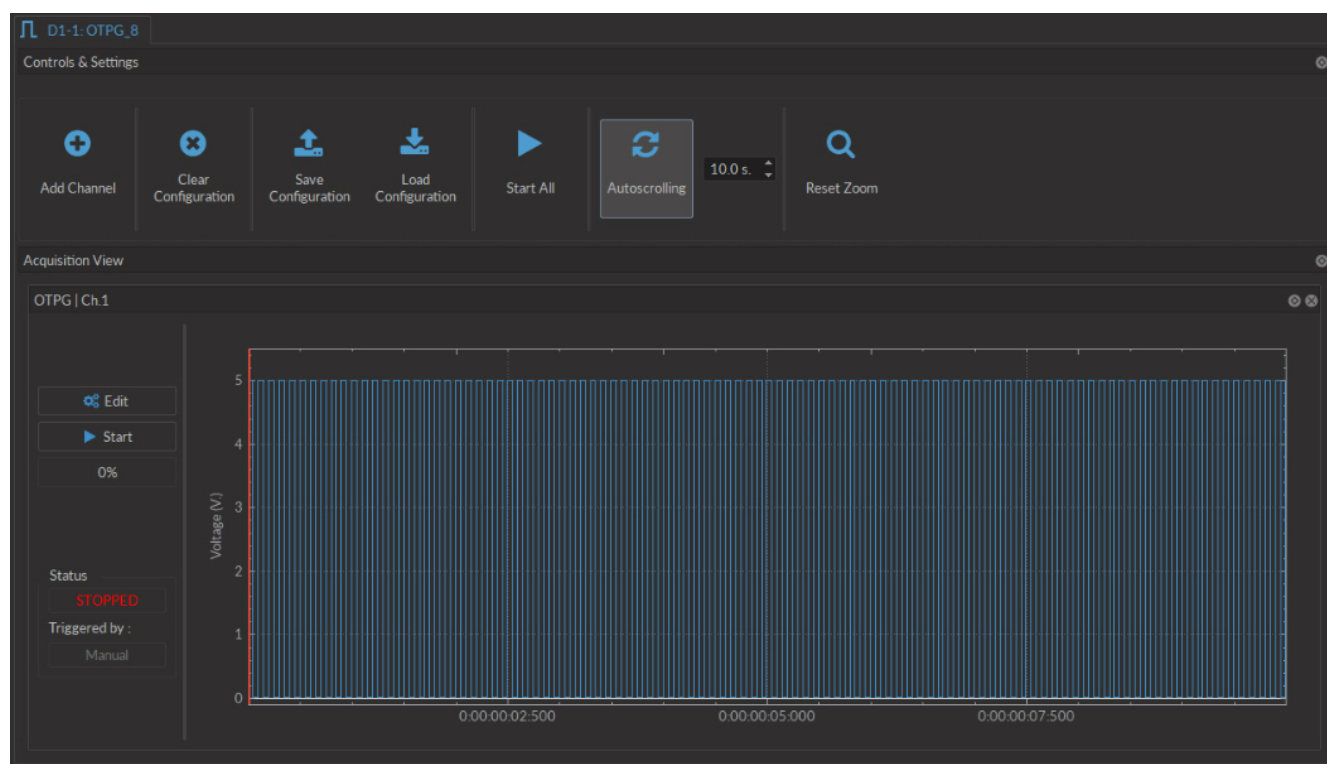 D1-1: OTPG_8
Controls & Settings
Add Channel
Clear
Configuration
Save
Configuration
Load
Configuration
Start All
Autoscrolling
10.0 s.
Reset Zoom
Acquisition View
OTPG | Ch.1
Edit
Start
0%
Status
STOPPED
Triggered by :
Manual
Voltage (V.)
5
4
3
2
1
0
0:00:00:02:500
0:00:00:05:000
0:00:00:07:500